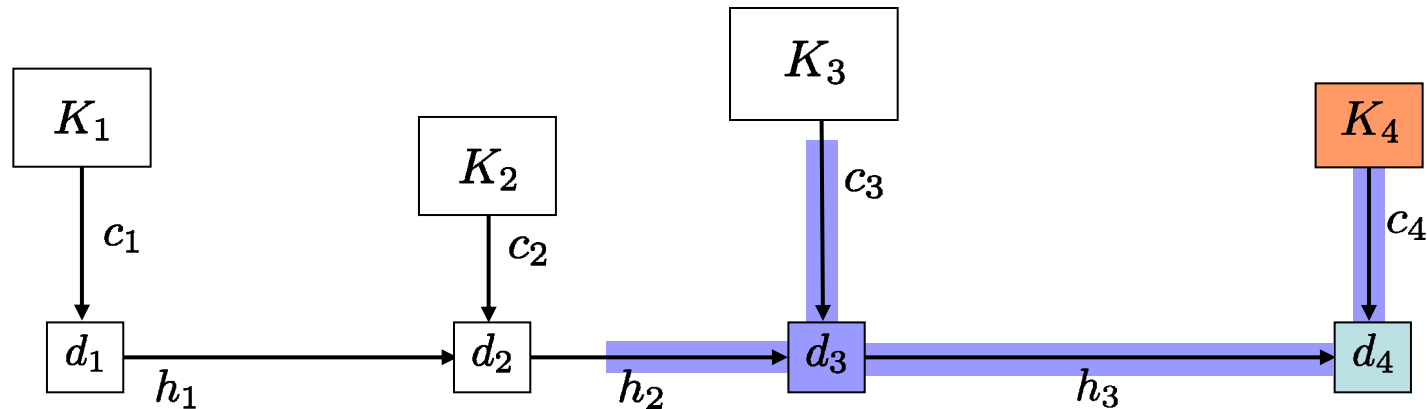 K₁
K₂
K₃
K₄
c₁
c₂
c₃
c₄
d₁
d₂
d₃
d₄
h₁
h₂
h₃